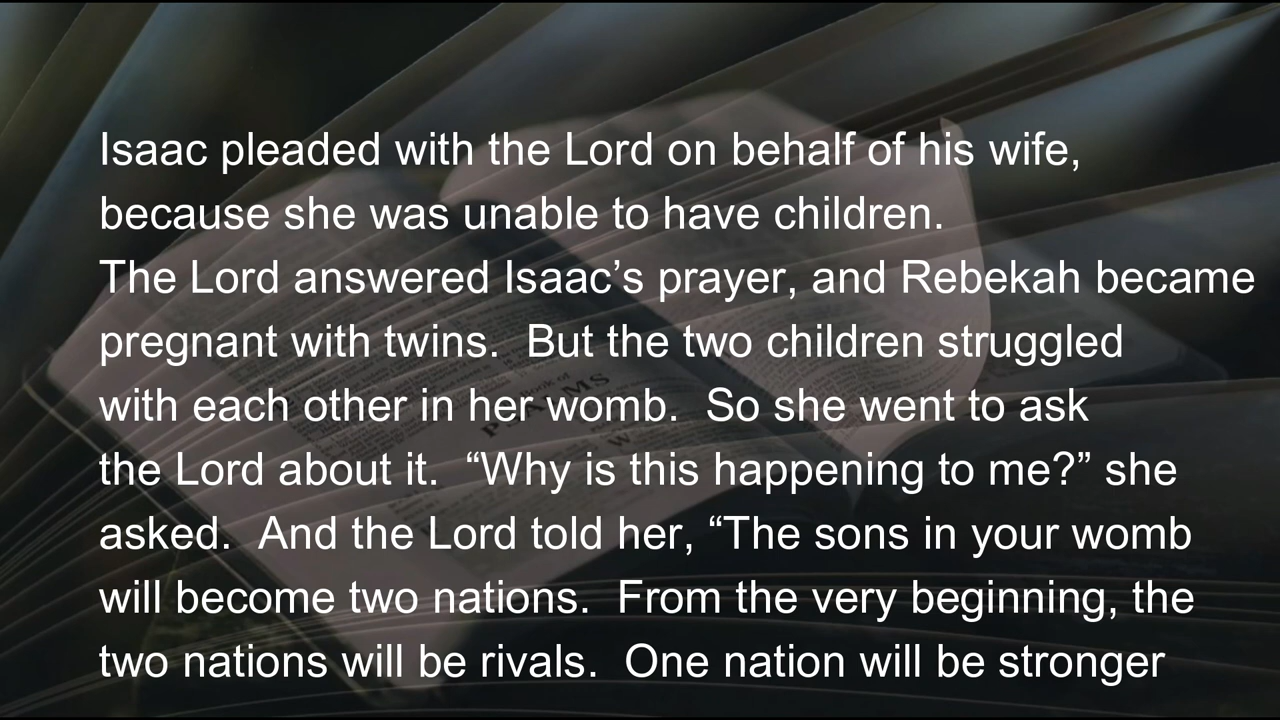 Isaac pleaded with the Lord on behalf of his wife,
because she was unable to have children.
The Lord answered Isaac’s prayer, and Rebekah became
pregnant with twins.  But the two children struggled
with each other in her womb.  So she went to ask
the Lord about it.  “Why is this happening to me?” she
asked.  And the Lord told her, “The sons in your womb
will become two nations.  From the very beginning, the
two nations will be rivals.  One nation will be stronger
Book of
PSALMS